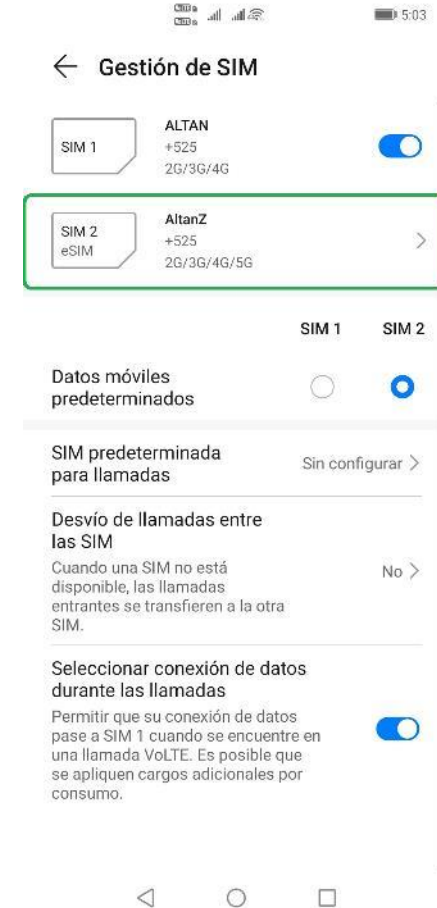 5:03
Gestión de SIM
SIM 1
ALTAN
+525
2G/3G/4G
SIM 2
eSIM
AltanZ
+525
2G/3G/4G/5G
SIM 1 SIM 2
Datos móviles
predeterminados
SIM predeterminada
para llamadas
Sin configurar
Desvío de llamadas entre
las SIM
Cuando una SIM no está
disponible, las llamadas
entrantes se transfieren a la otra
SIM.
No
Seleccionar conexión de datos
durante las llamadas
Permitir que su conexión de datos
pase a SIM 1 cuando se encuentre en
una llamada VoLTE. Es posible que
se apliquen cargos adicionales por
consumo.